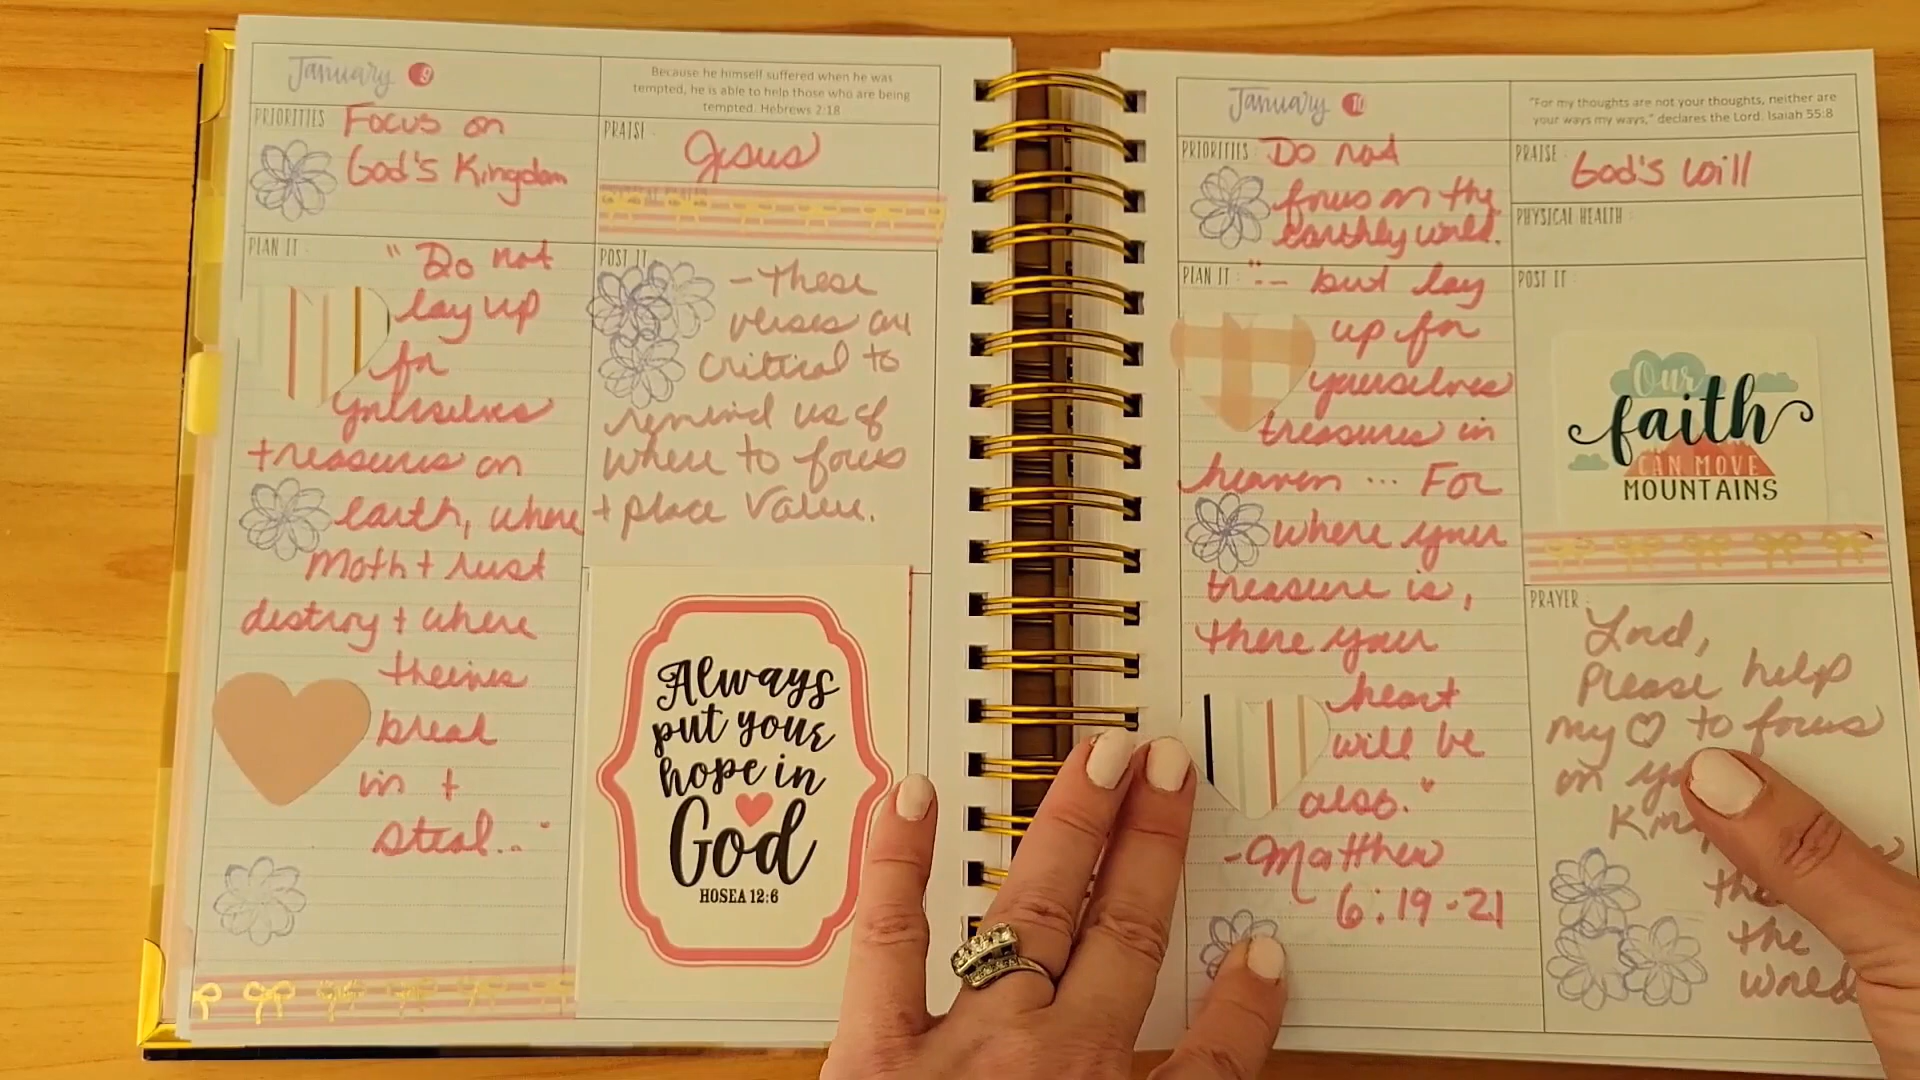 January 9
Because he himself suffered when he was
tempted, he is able to help those who are being
tempted. Hebrews 2:18
PRIORITIES
Focus on
God's Kingdom
PRAISE:
Jesus
PLAN IT:
"Do not
lay up
for
yourselves
treasures on
earth, where
moth + rust
destroy + where
theives
break
in +
steal..."
POST IT
- These
verses are
critical to
remind us of
where to focus
+ place value.
Always
put your
hope in
God
HOSEA 12:6
January 10
"For my thoughts are not your thoughts, neither are
your ways my ways," declares the Lord. Isaiah 55:8
PRIORITIES:
Do not
focus on the
earthly world.
PRAISE:
God's will
PHYSICAL HEALTH:
PLAN IT:
"-- but lay
up for
yourselves
treasures in
heaven ... For
where your
treasure is,
there your
heart
will be
also."
- Matthew
6:19-21
POST IT:
Our
faith
CAN MOVE
MOUNTAINS
PRAYER:
Lord,
Please help
my ♡ to focus
on
the
world